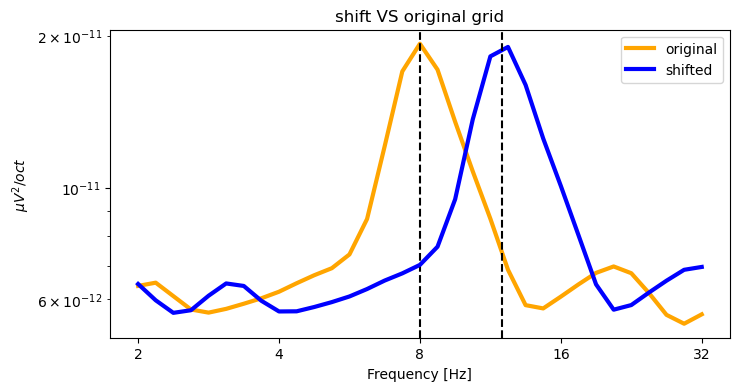 shift VS original grid
original
shifted
2 × 10⁻¹¹
10⁻¹¹
6 × 10⁻¹²
μV²/oct
2 4 8 16 32
Frequency [Hz]